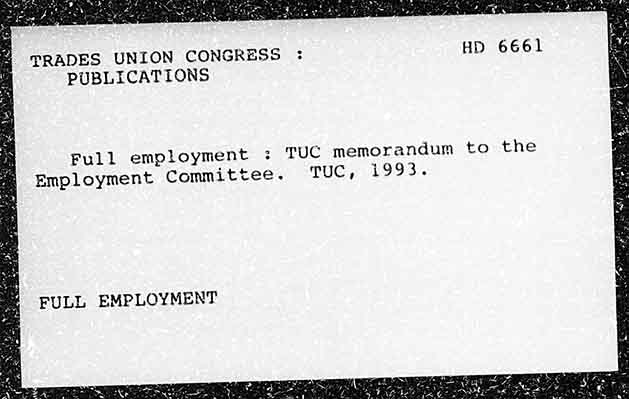 TRADES UNION CONGRESS : HD 6661
PUBLICATIONS
Full employment : TUC memorandum to the
Employment Committee. TUC, 1993.
FULL EMPLOYMENT